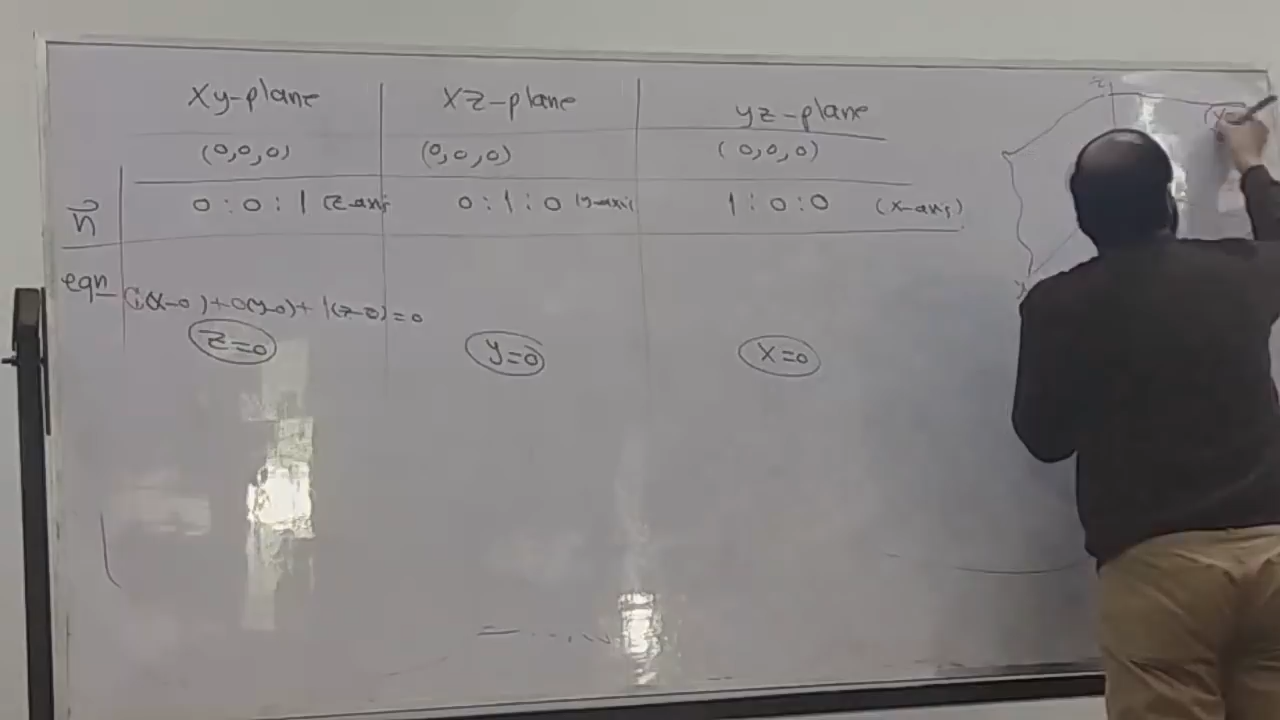 xy-plane xz-plane yz-plane
(0,0,0) (0,0,0) (0,0,0)
n⃗ 0:0:1 (z-axis 0:1:0 (y-axis 1:0:0 (x-axis)
eqn 0(x-0)+0(y-0)+1(z-0)=0
z=0 y=0 x=0
z